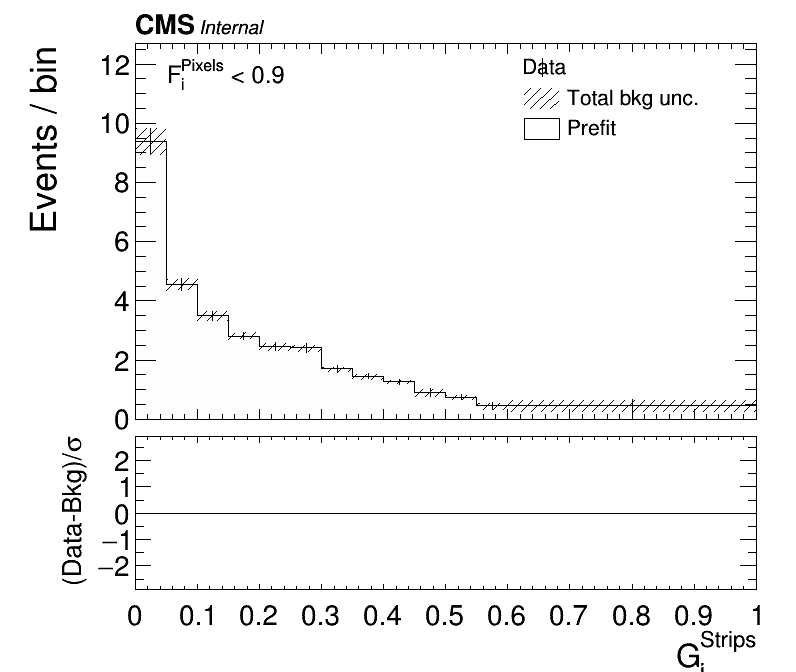 CMS Internal
Events / bin
F_i^Pixels < 0.9
Data
Total bkg unc.
Prefit
12
10
8
6
4
2
0
(Data-Bkg)/σ
2
1
0
−1
−2
0 0.1 0.2 0.3 0.4 0.5 0.6 0.7 0.8 0.9 1
G_i^Strips